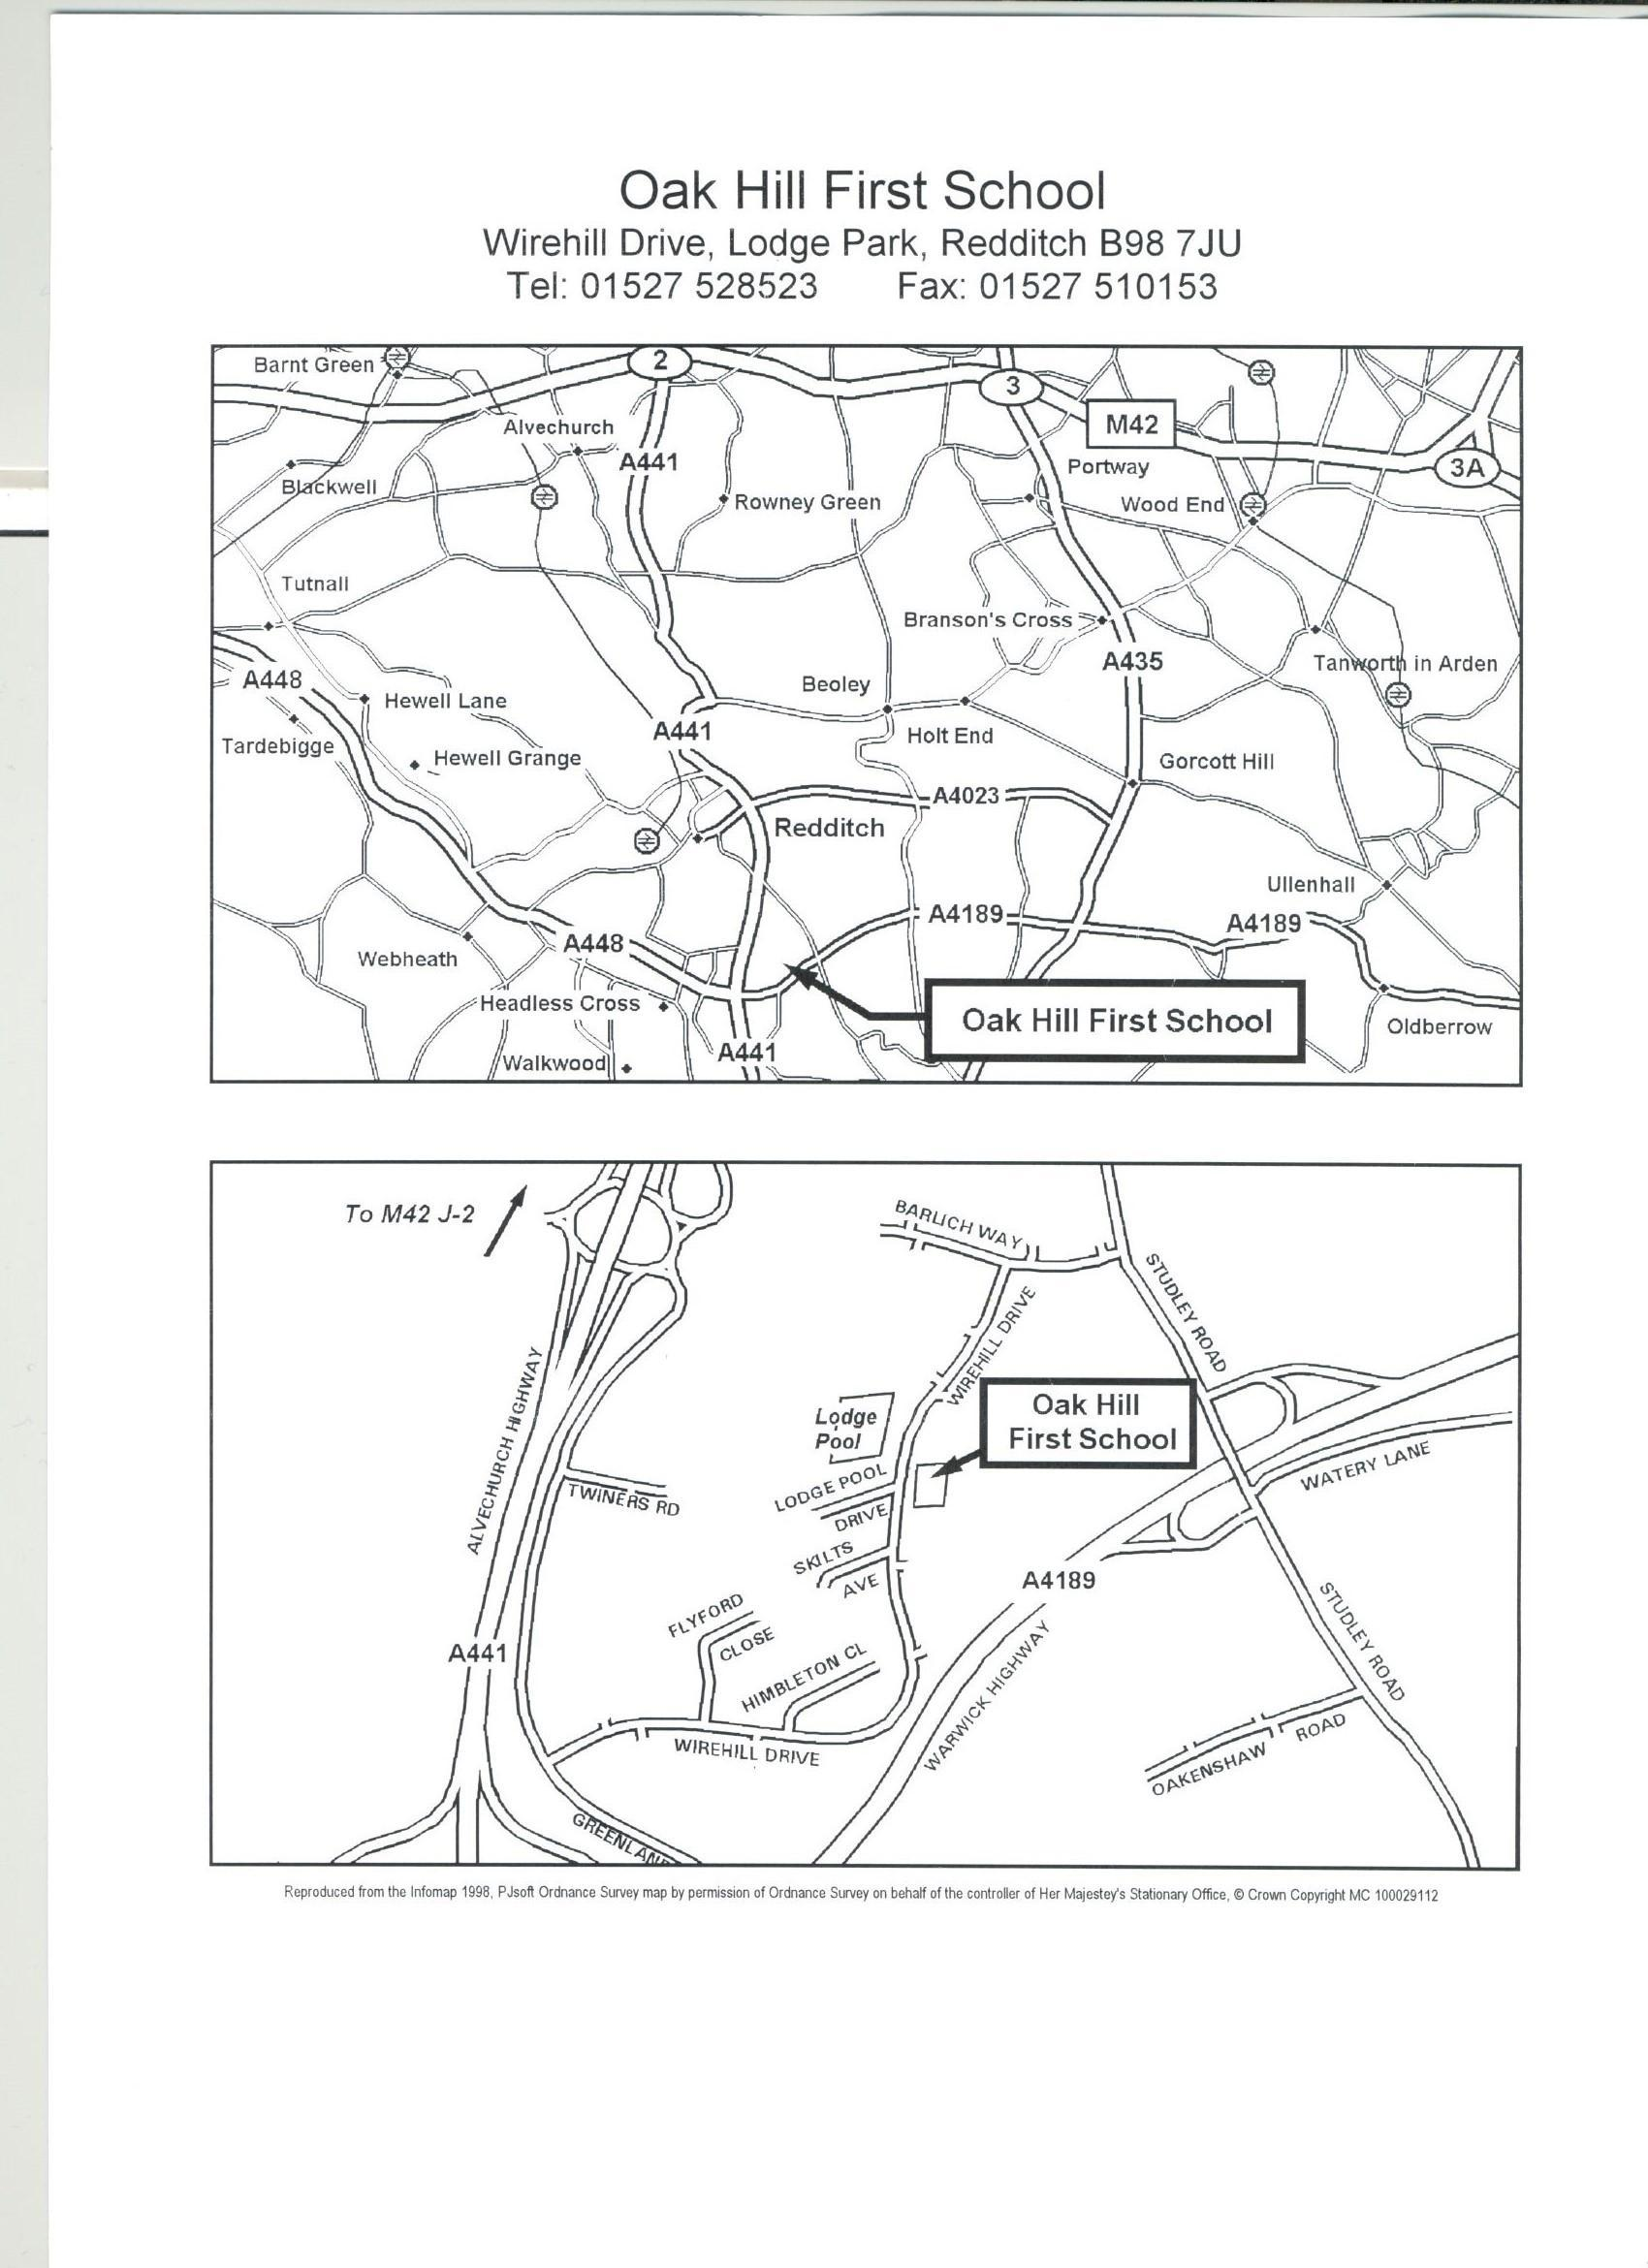 Oak Hill First School
Wirehill Drive, Lodge Park, Redditch B98 7JU
Tel: 01527 528523 Fax: 01527 510153
Barnt Green
2
3
M42
3A
Alvechurch
A441
Portway
Blackwell
Rowney Green
Wood End
Tutnall
Branson's Cross
A435
Tanworth in Arden
A448
Hewell Lane
Beoley
Tardebigge
A441
Holt End
Hewell Grange
Gorcott Hill
A4023
Redditch
Ullenhall
A4189
A4189
A448
Webheath
Headless Cross
Oak Hill First School
Oldberrow
A441
Walkwood
To M42 J-2
BARLICH WAY
STUDLEY ROAD
WIREHILL DRIVE
ALVECHURCH HIGHWAY
Oak Hill
First School
Lodge
Pool
WATERY LANE
LODGE POOL
DRIVE
TWINERS RD
SKILTS
AVE
A4189
FLYFORD
CLOSE
STUDLEY ROAD
A441
HIMBLETON CL
WARWICK HIGHWAY
WIREHILL DRIVE
OAKENSHAW ROAD
GREENLANE
Reproduced from the Infomap 1998, PJsoft Ordnance Survey map by permission of Ordnance Survey on behalf of the controller of Her Majestey's Stationary Office, © Crown Copyright MC 100029112